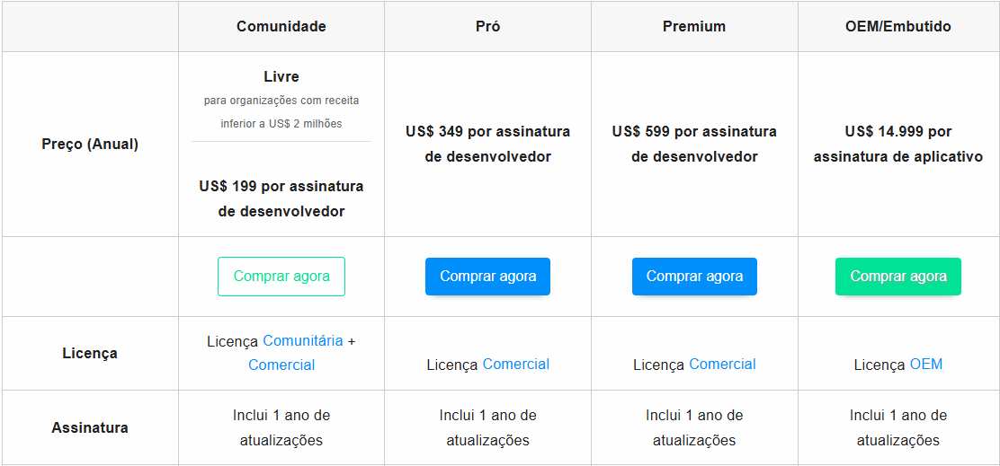 Comunidade
Pró
Premium
OEM/Embutido
Preço (Anual)
Livre
para organizações com receita
inferior a US$ 2 milhões
US$ 199 por assinatura
de desenvolvedor
US$ 349 por assinatura
de desenvolvedor
US$ 599 por assinatura
de desenvolvedor
US$ 14.999 por
assinatura de aplicativo
Comprar agora
Comprar agora
Comprar agora
Comprar agora
Licença
Licença Comunitária +
Comercial
Licença Comercial
Licença Comercial
Licença OEM
Assinatura
Inclui 1 ano de
atualizações
Inclui 1 ano de
atualizações
Inclui 1 ano de
atualizações
Inclui 1 ano de
atualizações